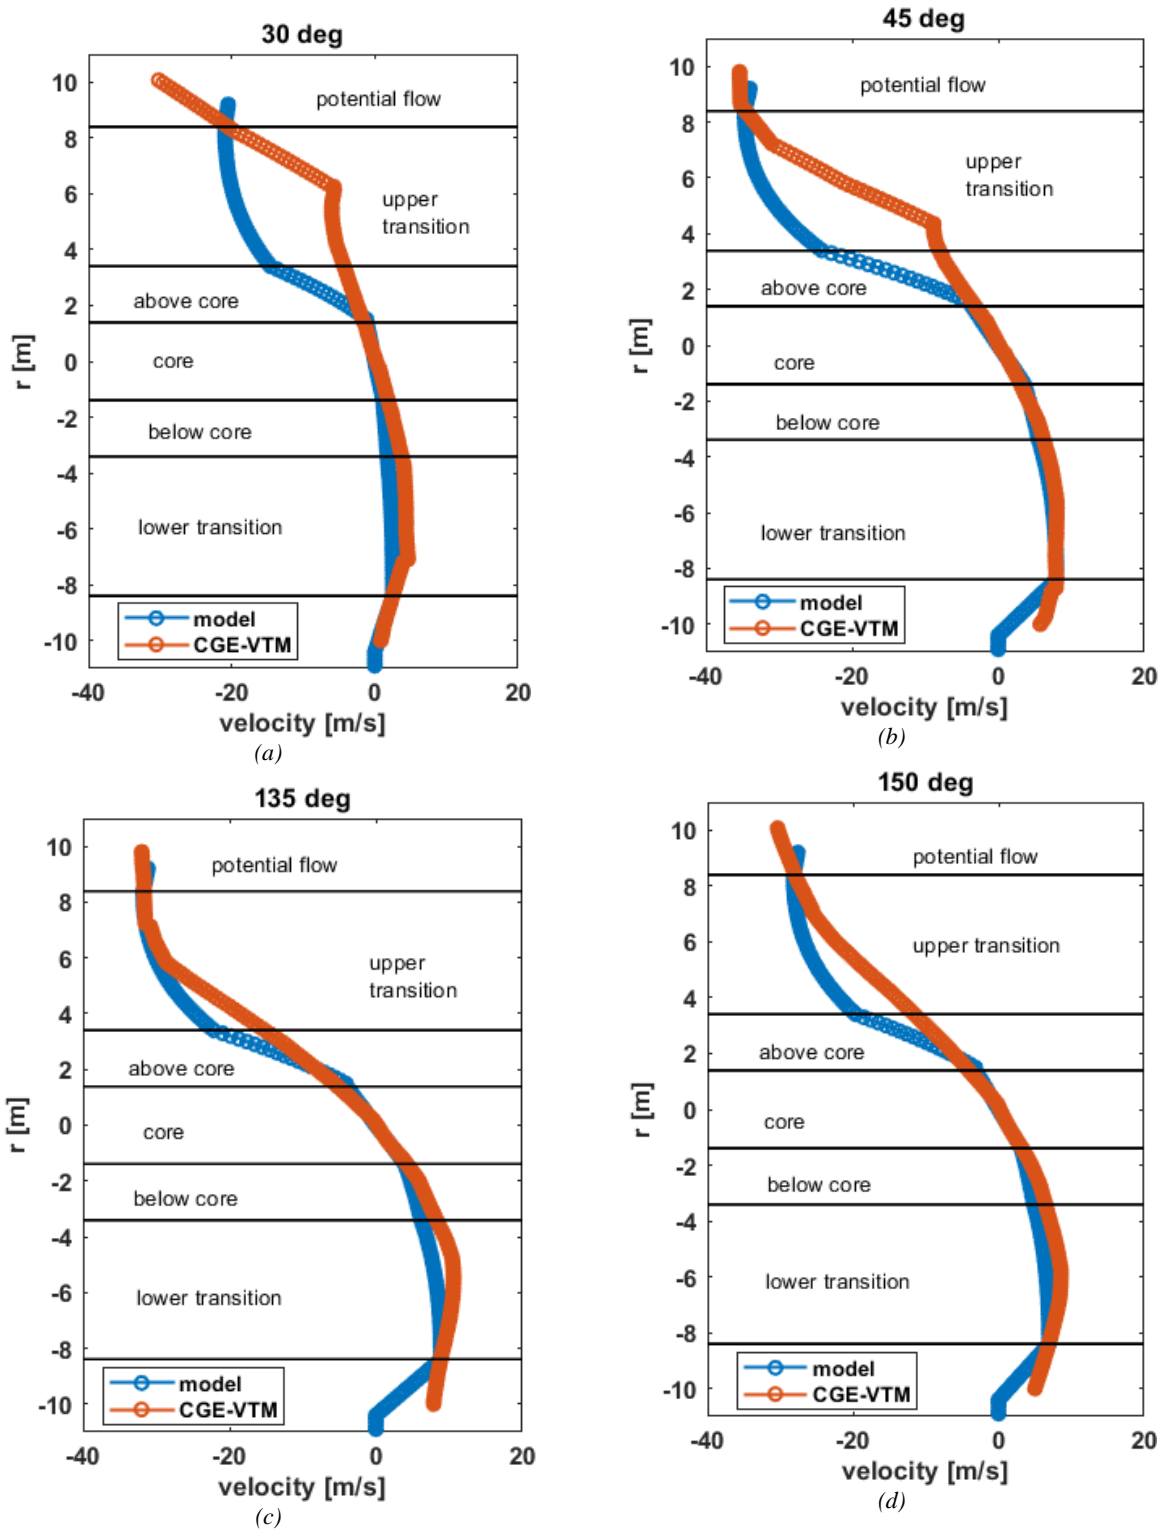 30 deg
10
8
6
4
2
0
-2
-4
-6
-8
-10
r [m]
potential flow
upper
transition
above core
core
below core
lower transition
model
CGE-VTM
-40
-20
0
20
velocity [m/s]
(a)
45 deg
10
8
6
4
2
0
-2
-4
-6
-8
-10
r [m]
potential flow
upper
transition
above core
core
below core
lower transition
model
CGE-VTM
-40
-20
0
20
velocity [m/s]
(b)
135 deg
10
8
6
4
2
0
-2
-4
-6
-8
-10
r [m]
potential flow
upper
transition
above core
core
below core
lower transition
model
CGE-VTM
-40
-20
0
20
velocity [m/s]
(c)
150 deg
10
8
6
4
2
0
-2
-4
-6
-8
-10
r [m]
potential flow
upper transition
above core
core
below core
lower transition
model
CGE-VTM
-40
-20
0
20
velocity [m/s]
(d)